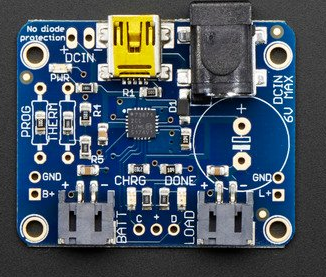 No diode
protection
+
DCIN
PWR
R1
D1
DCIN
6V MAX
PROG
THERM
R5
GND
B+
+
-
CHRG
DONE
BATT
C + D
LOAD
+
-
GND
L+
+
-